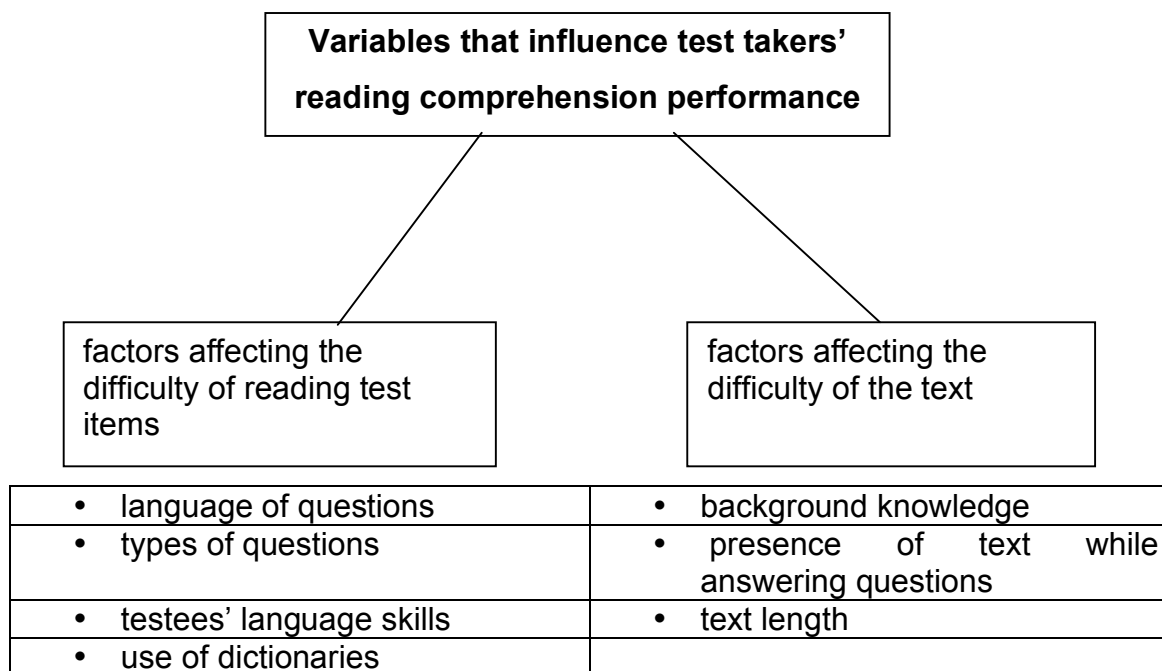 Variables that influence test takers’
reading comprehension performance
factors affecting the
difficulty of reading test
items
factors affecting the
difficulty of the text
• language of questions
• background knowledge
• types of questions
• presence of text while
answering questions
• testees’ language skills
• text length
• use of dictionaries